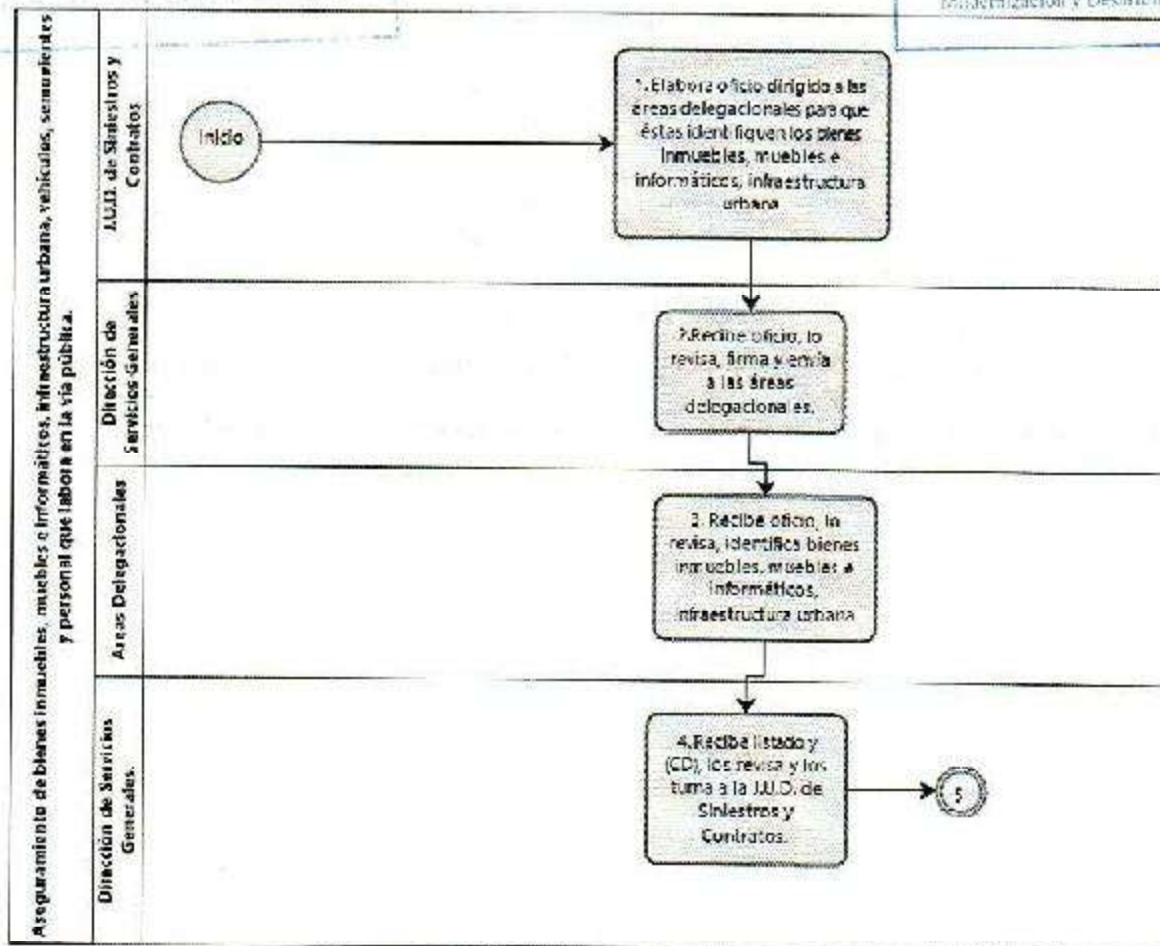 Modernización y Desarrollo
Aseguramiento de bienes inmuebles, muebles e informáticos, infraestructura urbana, vehículos, semovientes
y personal que labora en la vía pública.
J.U.D. de Siniestros y
Contratos
Inicio
1.Elabora oficio dirigido a las
áreas delegacionales para que
éstas identifiquen los bienes
inmuebles, muebles e
informáticos, infraestructura
urbana
Dirección de
Servicios Generales
2.Recibe oficio, lo
revisa, firma y envía
a las áreas
delegacionales.
Areas Delegacionales
3. Recibe oficio, lo
revisa, identifica bienes
inmuebles, muebles e
informáticos,
infraestructura urbana
Dirección de Servicios
Generales.
4.Recibe listado y
(CD), los revisa y los
turna a la J.U.D. de
Siniestros y
Contratos.
5